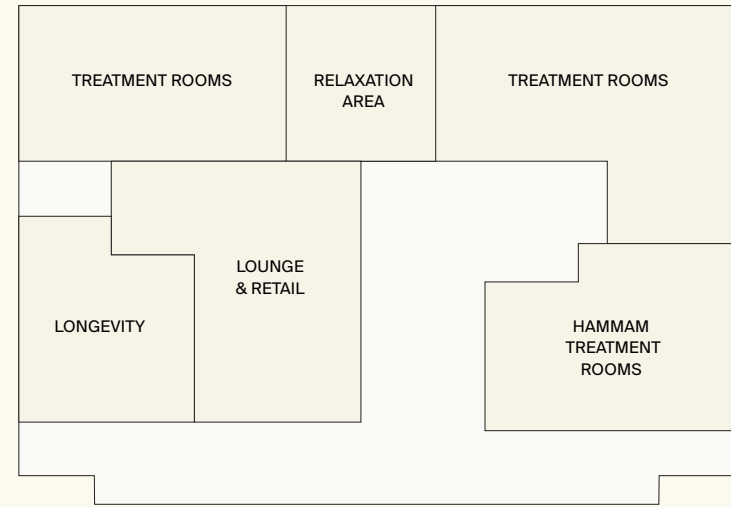 TREATMENT ROOMS
RELAXATION
AREA
TREATMENT ROOMS
LOUNGE
& RETAIL
LONGEVITY
HAMMAM
TREATMENT
ROOMS